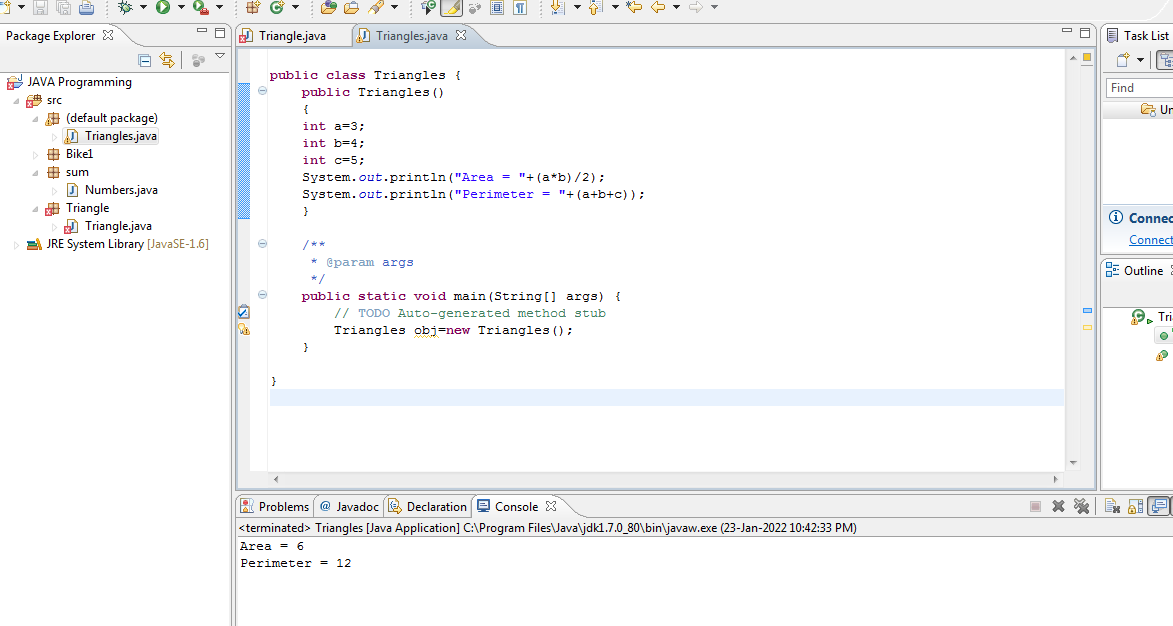 Package Explorer
JAVA Programming
src
(default package)
Triangles.java
Bike1
sum
Numbers.java
Triangle
Triangle.java
JRE System Library [JavaSE-1.6]
Triangle.java
Triangles.java
public class Triangles {
public Triangles()
{
int a=3;
int b=4;
int c=5;
System.out.println("Area = "+(a*b)/2);
System.out.println("Perimeter = "+(a+b+c));
}
/**
* @param args
*/
public static void main(String[] args) {
// TODO Auto-generated method stub
Triangles obj=new Triangles();
}
}
Task List
Find
Un
Connec
Connect
Outline
Tri
Problems
@ Javadoc
Declaration
Console
<terminated> Triangles [Java Application] C:\Program Files\Java\jdk1.7.0_80\bin\javaw.exe (23-Jan-2022 10:42:33 PM)
Area = 6
Perimeter = 12